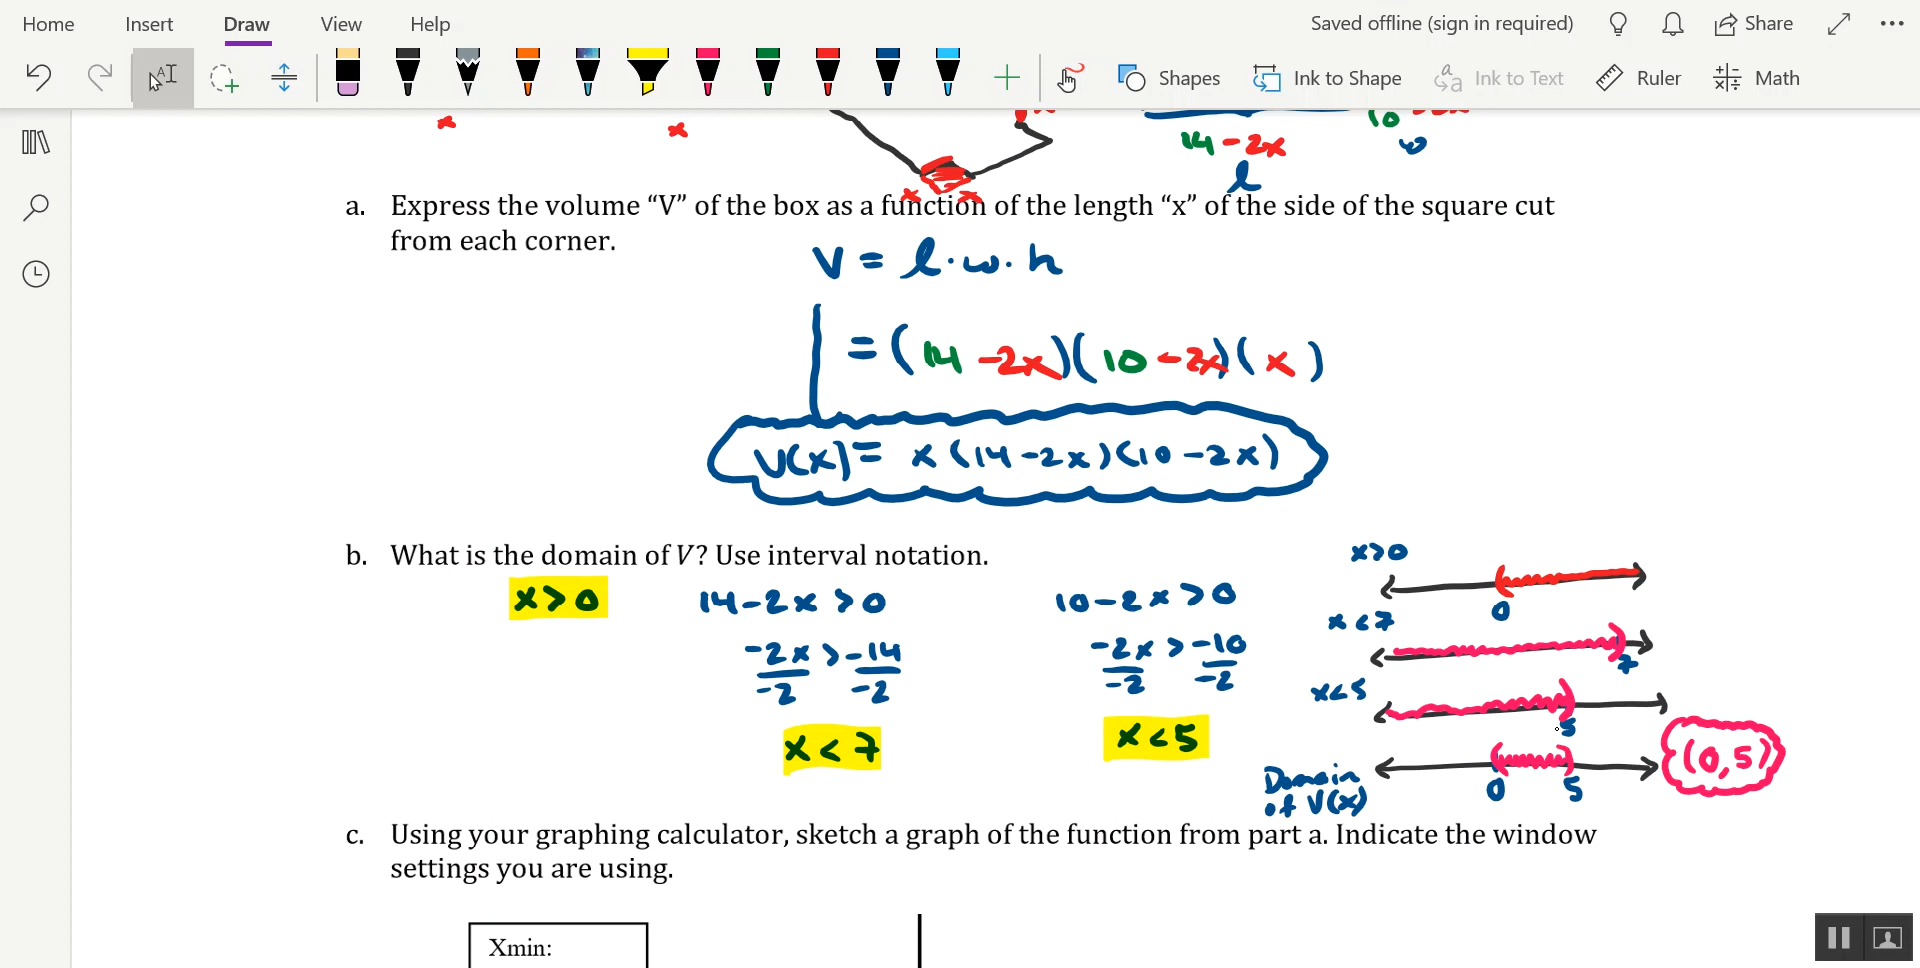 Home Insert Draw View Help Saved offline (sign in required) Share
Shapes Ink to Shape Ink to Text Ruler Math
x x
14 - 2x
l w
x x
a. Express the volume “V” of the box as a function of the length “x” of the side of the square cut
from each corner.
V = l · w · h
= (14 - 2x)(10 - 2x)(x)
V(x) = x(14-2x)(10-2x)
b. What is the domain of V? Use interval notation.
x>0 14-2x>0 10-2x>0
-2x>-14 -2x>-10
-2 -2 -2 -2
x<7 x<5
x>0
0
x<7
7
x<5
5
Domain
of V(x)
0 5
(0,5)
c. Using your graphing calculator, sketch a graph of the function from part a. Indicate the window
settings you are using.
Xmin: